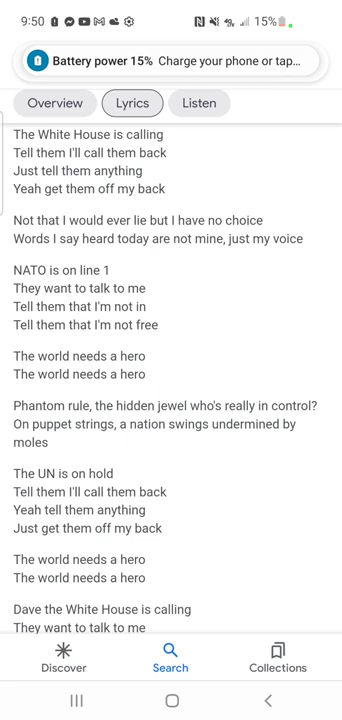 9:50 15%
Battery power 15% Charge your phone or tap...
Overview Lyrics Listen
The White House is calling
Tell them I'll call them back
Just tell them anything
Yeah get them off my back
Not that I would ever lie but I have no choice
Words I say heard today are not mine, just my voice
NATO is on line 1
They want to talk to me
Tell them that I'm not in
Tell them that I'm not free
The world needs a hero
The world needs a hero
Phantom rule, the hidden jewel who's really in control?
On puppet strings, a nation swings undermined by
moles
The UN is on hold
Tell them I'll call them back
Yeah tell them anything
Just get them off my back
The world needs a hero
The world needs a hero
Dave the White House is calling
They want to talk to me
Discover Search Collections